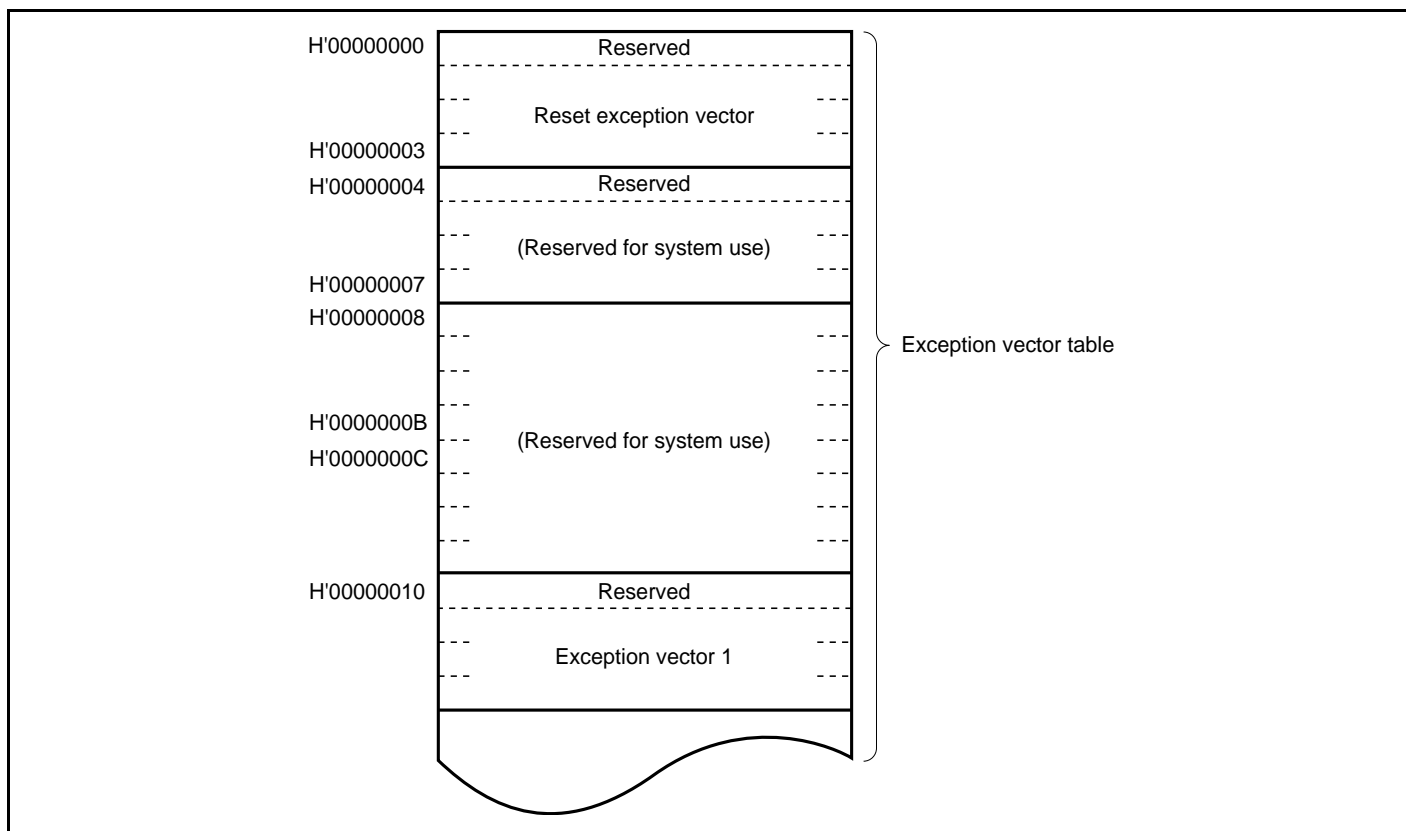 H'00000000 Reserved
Reset exception vector
H'00000003
H'00000004 Reserved
(Reserved for system use)
H'00000007
H'00000008
Exception vector table
H'0000000B
(Reserved for system use)
H'0000000C
H'00000010 Reserved
Exception vector 1